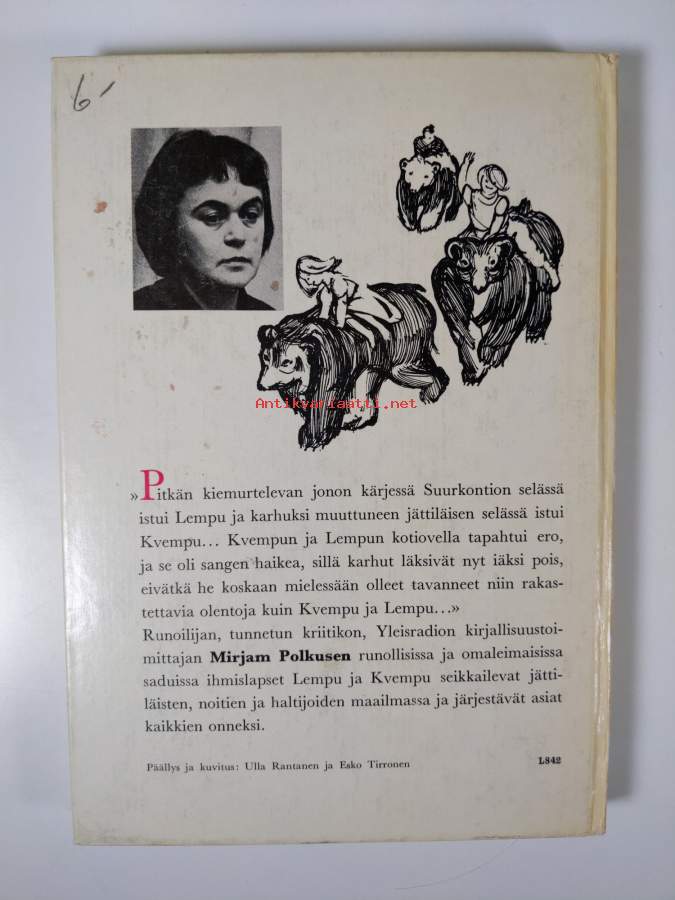 6-
Antikvariaatti.net
»Pitkän kiemurtelevan jonon kärjessä Suurkontion selässä
istui Lempu ja karhuksi muuttuneen jättiläisen selässä istui
Kvempu... Kvempun ja Lempun kotiovella tapahtui ero,
ja se oli sangen haikea, sillä karhut läksivät nyt iäksi pois,
eivätkä he koskaan mielessään olleet tavanneet niin rakas-
tettavia olentoja kuin Kvempu ja Lempu...»
Runoilijan, tunnetun kriitikon, Yleisradion kirjallisuustoi-
mittajan Mirjam Polkusen runollisissa ja omaleimaisissa
saduissa ihmislapset Lempu ja Kvempu seikkailevat jätti-
läisten, noitien ja haltijoiden maailmassa ja järjestävät asiat
kaikkien onneksi.
Päällys ja kuvitus: Ulla Rantanen ja Esko Tirronen
L842